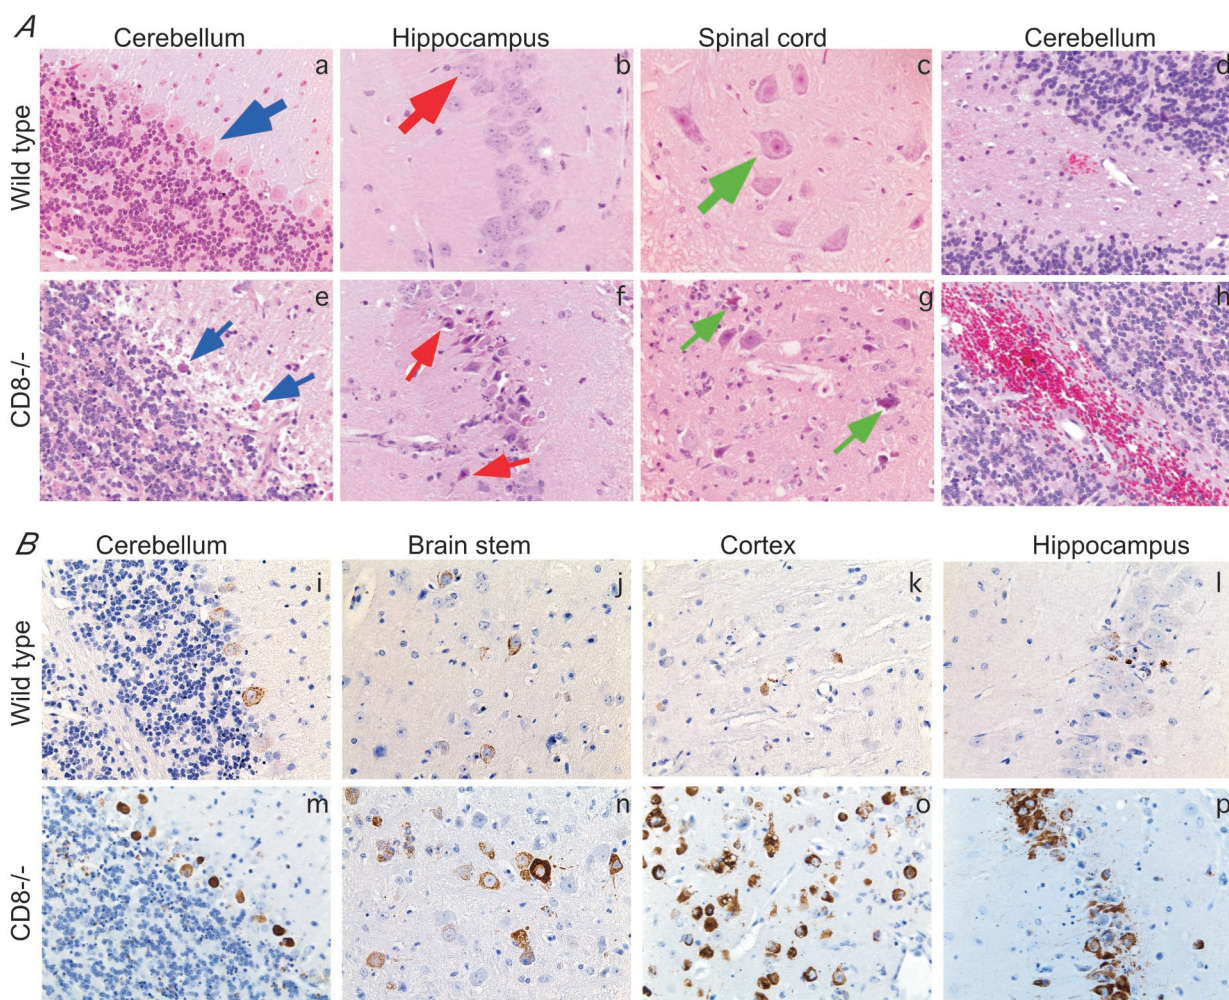 A
Cerebellum Hippocampus Spinal cord Cerebellum
Wild type
a b c d
CD8-/-
e f g h
B
Cerebellum Brain stem Cortex Hippocampus
Wild type
i j k l
CD8-/-
m n o p